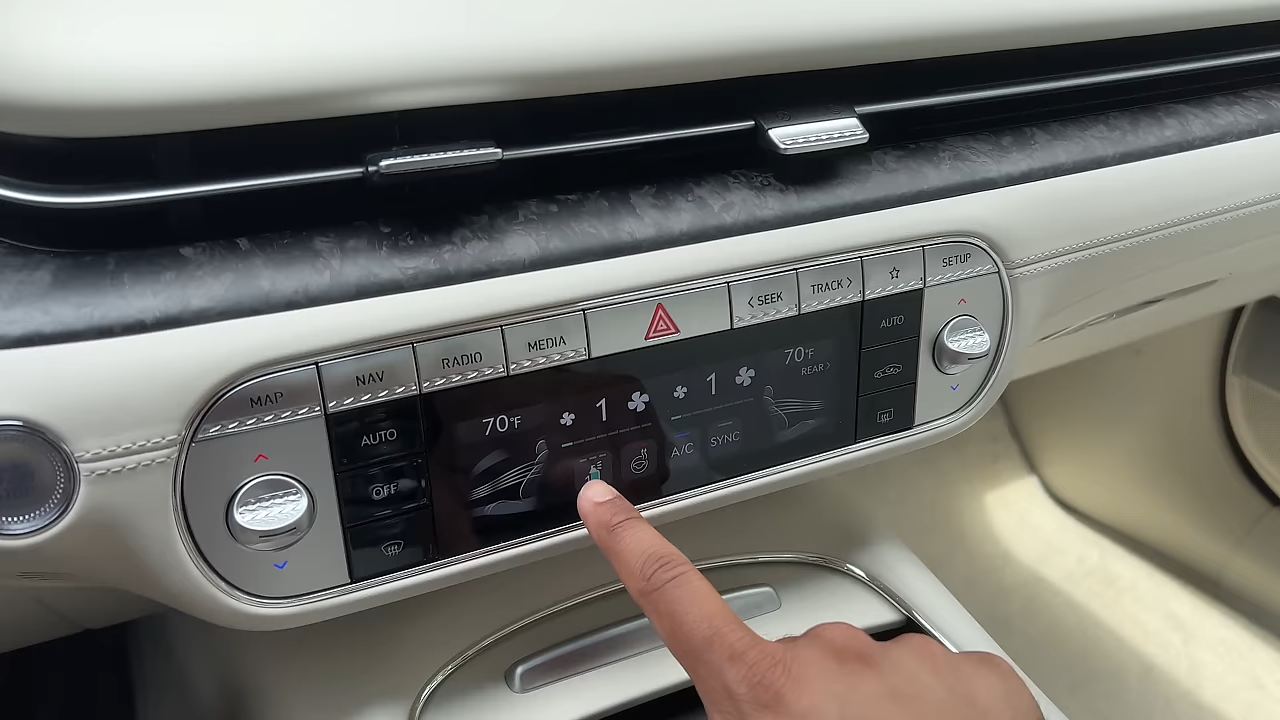 MAP
NAV
RADIO
MEDIA
< SEEK
TRACK >
SETUP
AUTO
OFF
70°F
1
1
70°F
REAR >
A/C
SYNC
AUTO